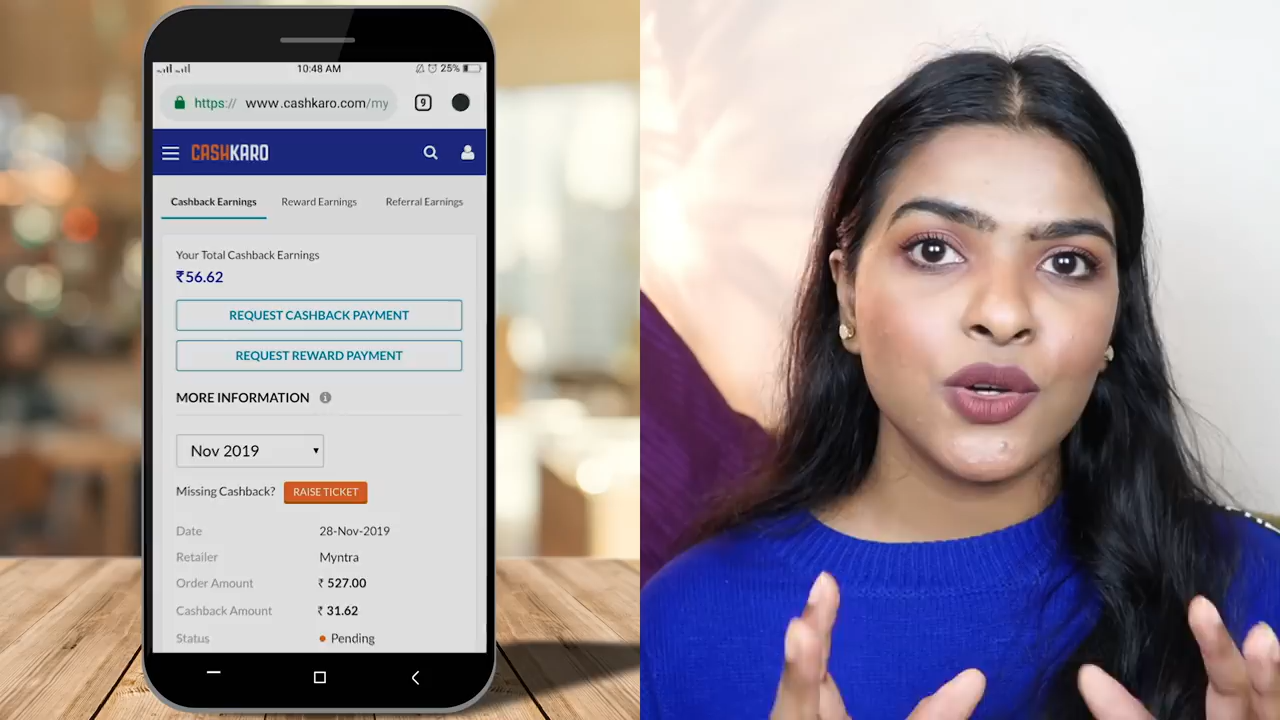 10:48 AM
25%
https:// www.cashkaro.com/my
9
CASHKARO
Cashback Earnings Reward Earnings Referral Earnings
Your Total Cashback Earnings
₹56.62
REQUEST CASHBACK PAYMENT
REQUEST REWARD PAYMENT
MORE INFORMATION
Nov 2019
Missing Cashback? RAISE TICKET
Date 28-Nov-2019
Retailer Myntra
Order Amount ₹ 527.00
Cashback Amount ₹ 31.62
Status Pending